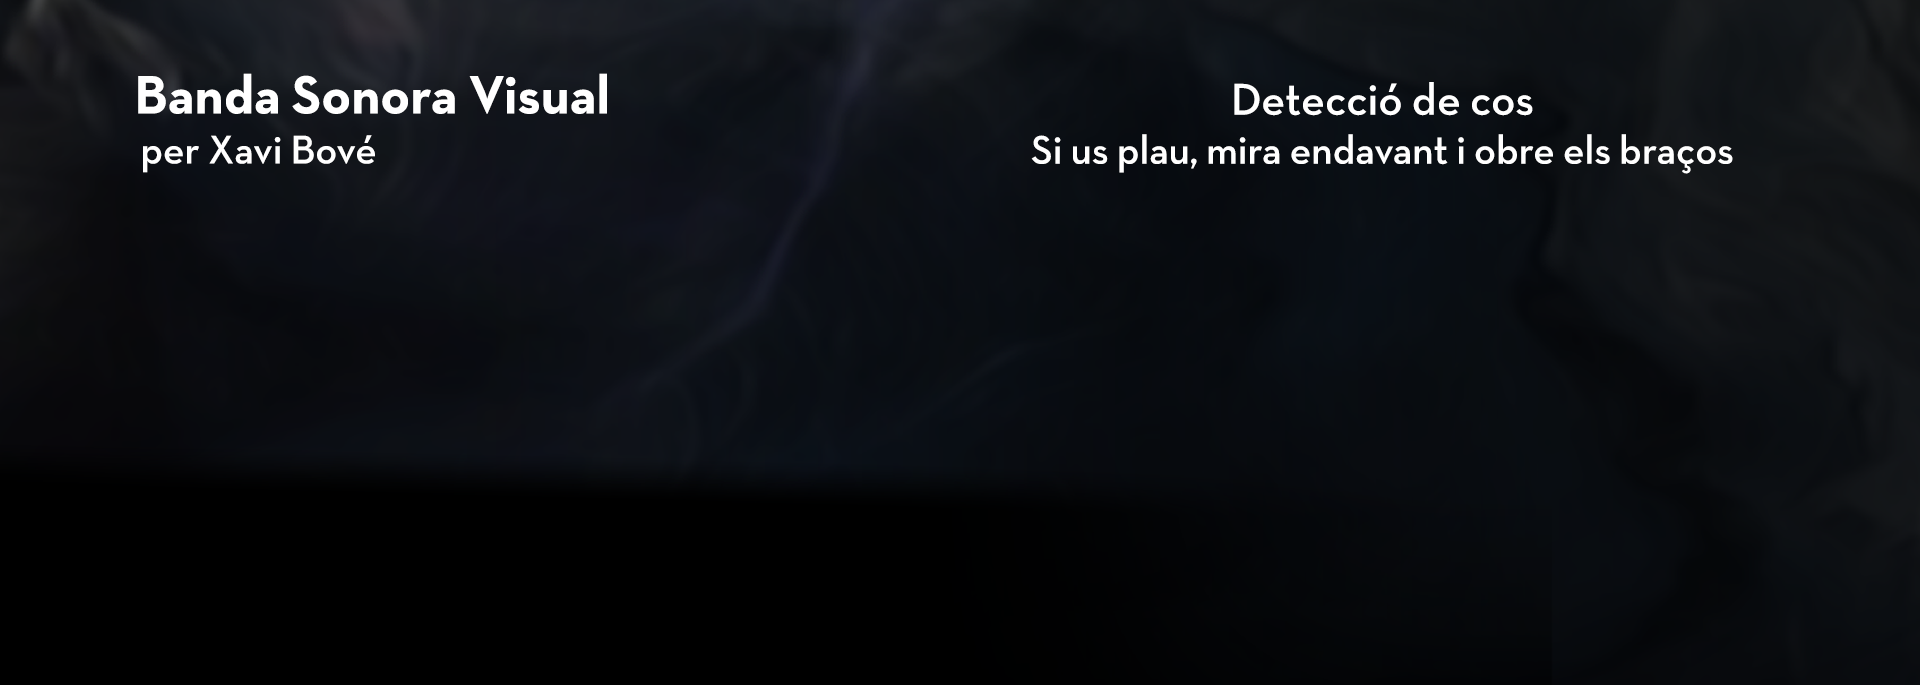 Banda Sonora Visual
per Xavi Bové
Detecció de cos
Si us plau, mira endavant i obre els braços